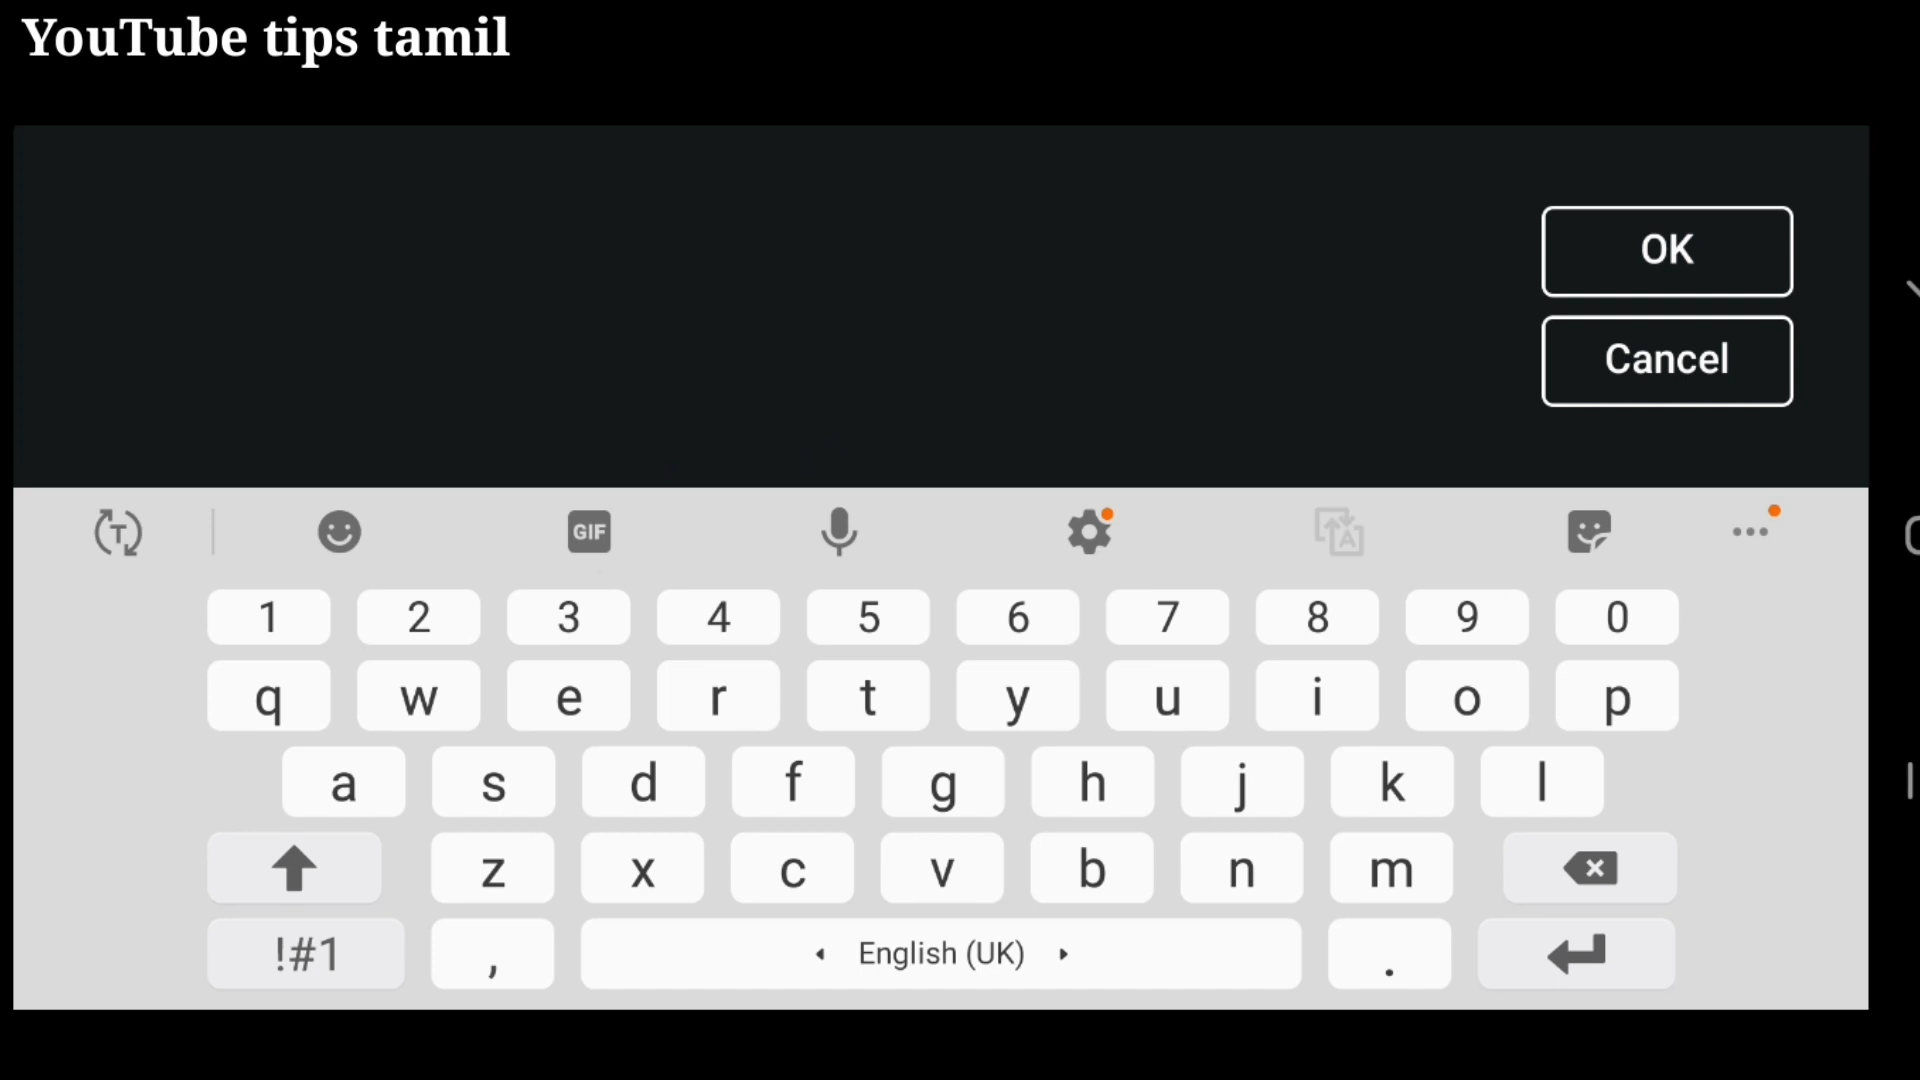 YouTube tips tamil
OK
Cancel
T GIF A
1 2 3 4 5 6 7 8 9 0
q w e r t y u i o p
a s d f g h j k l
z x c v b n m
!#1 , English (UK) .